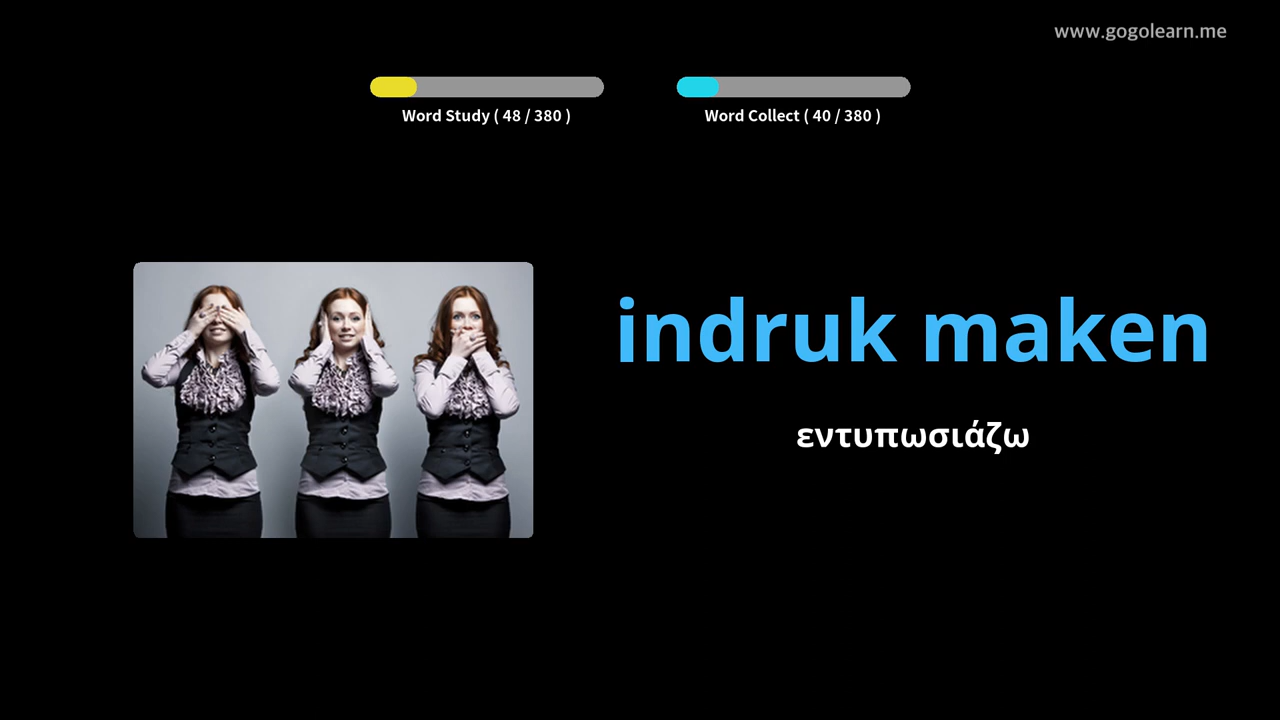 www.gogolearn.me
Word Study ( 48 / 380 )
Word Collect ( 40 / 380 )
indruk maken
εντυπωσιάζω